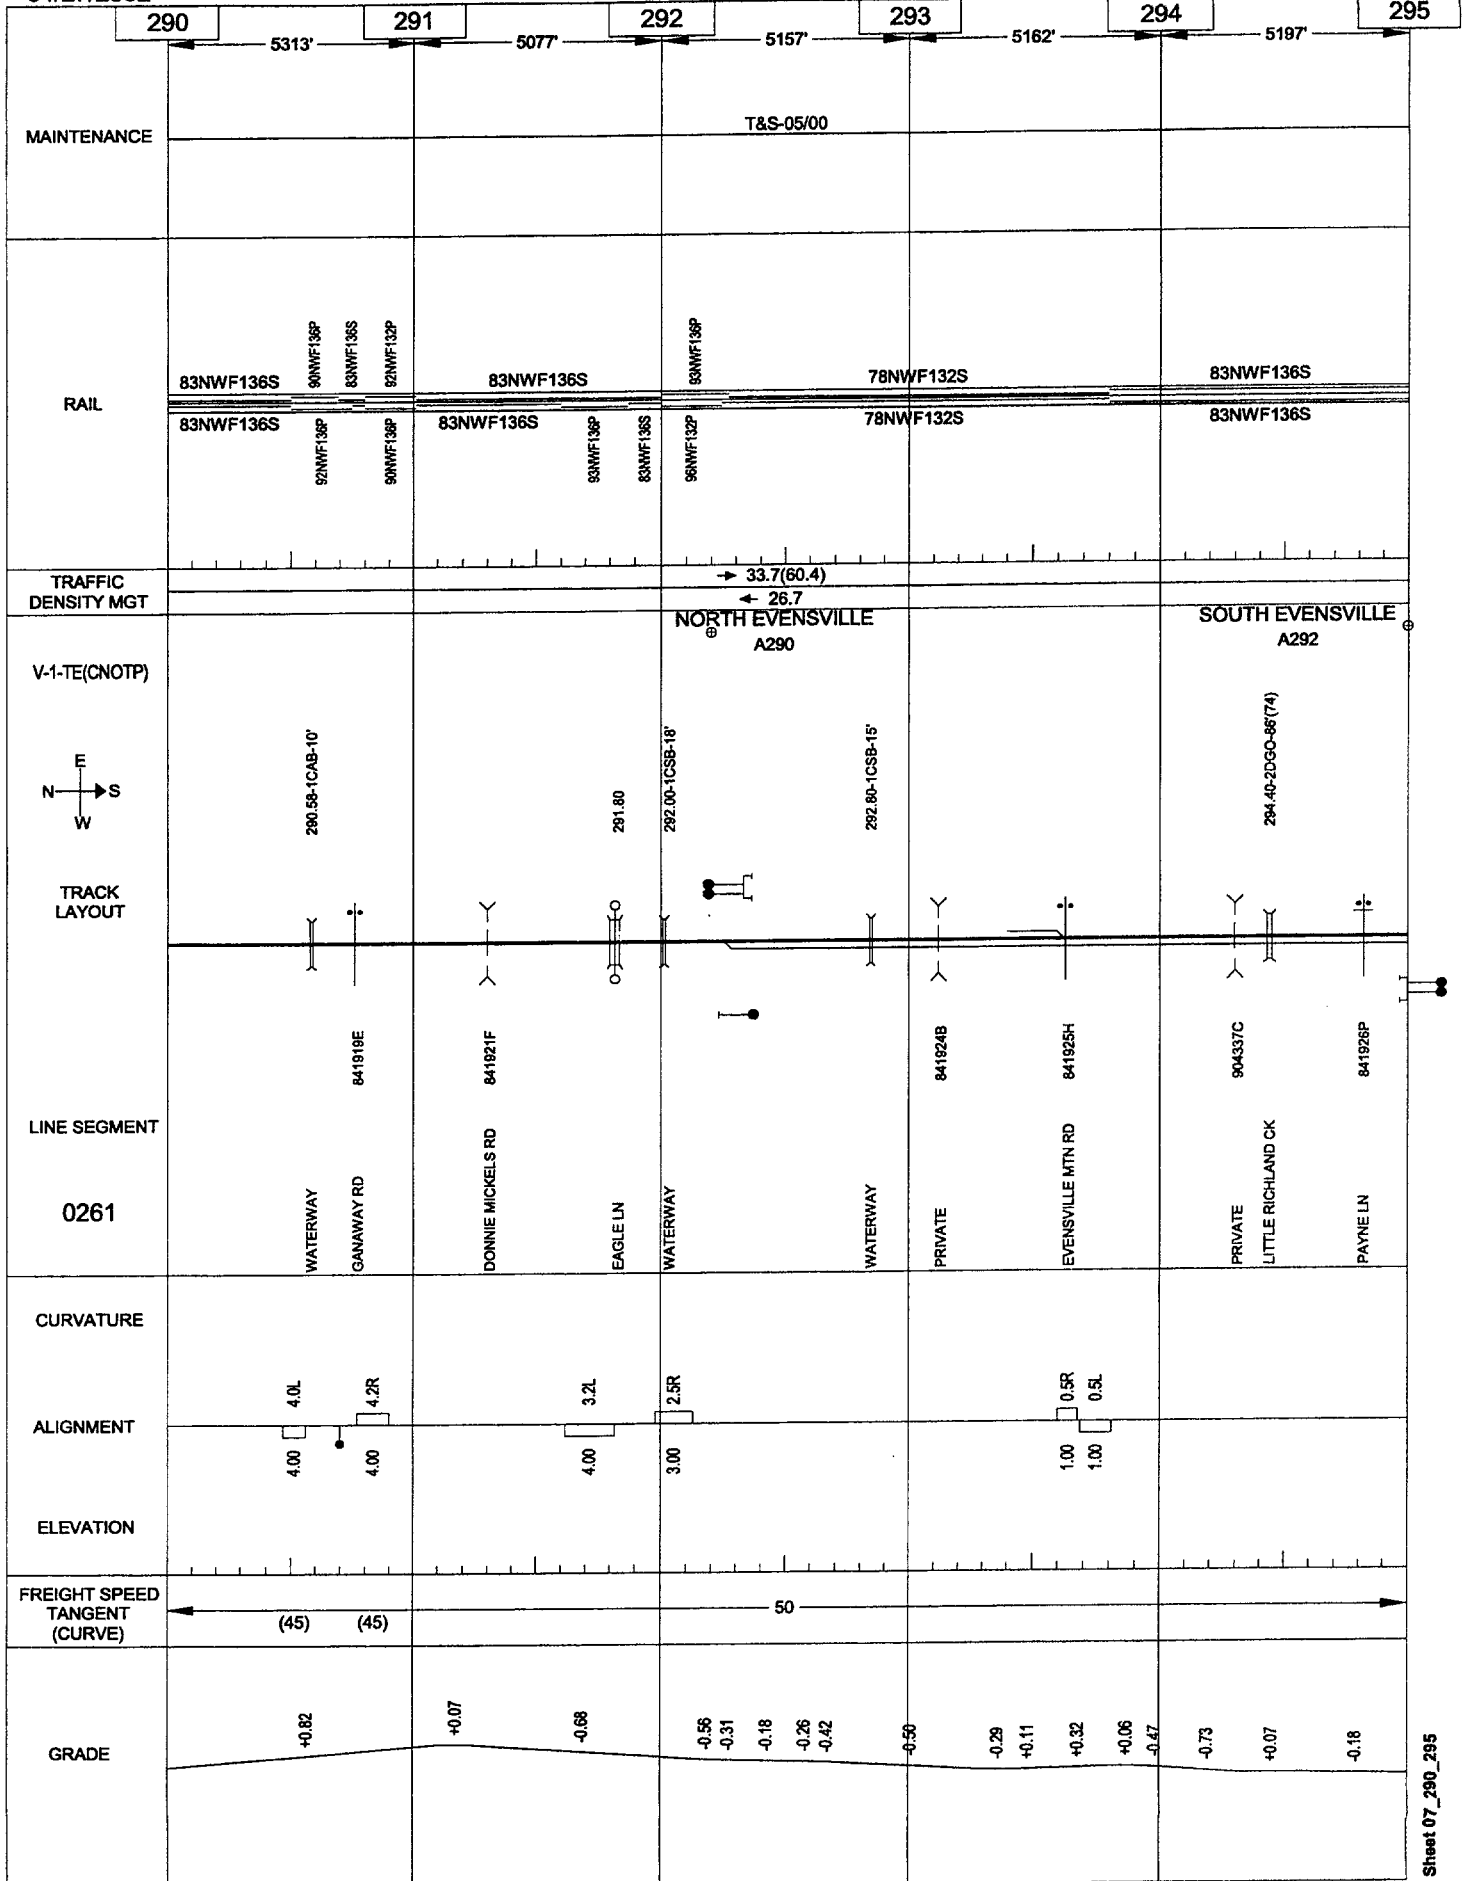 290 291 292 293 294 295
5313' 5077' 5157' 5162' 5197'
MAINTENANCE
T&S-05/00
RAIL
90NWF136P 83NWF136S 92NWF132P 93NWF136P
83NWF136S 83NWF136S 78NWF132S 83NWF136S
83NWF136S 83NWF136S 78NWF132S 83NWF136S
92NWF136P 90NWF136P 93NWF136P 83NWF136S 96NWF132P
TRAFFIC
DENSITY MGT
33.7(60.4)
26.7
NORTH EVENSVILLE
A290
SOUTH EVENSVILLE
A292
V-1-TE(CNOTP)
E
N S
W
290.58-1CAB-10' 291.80 292.00-1CSB-18' 292.80-1CSB-15' 294.40-2DGO-86'(74)
TRACK
LAYOUT
841919E 841921F 841924B 841925H 904337C 841926P
LINE SEGMENT
0261
WATERWAY
GANAWAY RD
DONNIE MICKELS RD
EAGLE LN
WATERWAY
WATERWAY
PRIVATE
EVENSVILLE MTN RD
PRIVATE
LITTLE RICHLAND CK
PAYNE LN
CURVATURE
4.0L 4.2R 3.2L 2.5R 0.5R 0.5L
ALIGNMENT
4.00 4.00 4.00 3.00 1.00 1.00
ELEVATION
FREIGHT SPEED
TANGENT
(CURVE)
50
(45) (45)
GRADE
+0.82 +0.07 -0.68 -0.56 -0.31 -0.18 -0.26 -0.42 -0.50 -0.29 +0.11 +0.32 +0.06 -0.47 -0.73 +0.07 -0.18
Sheet 07_290_295